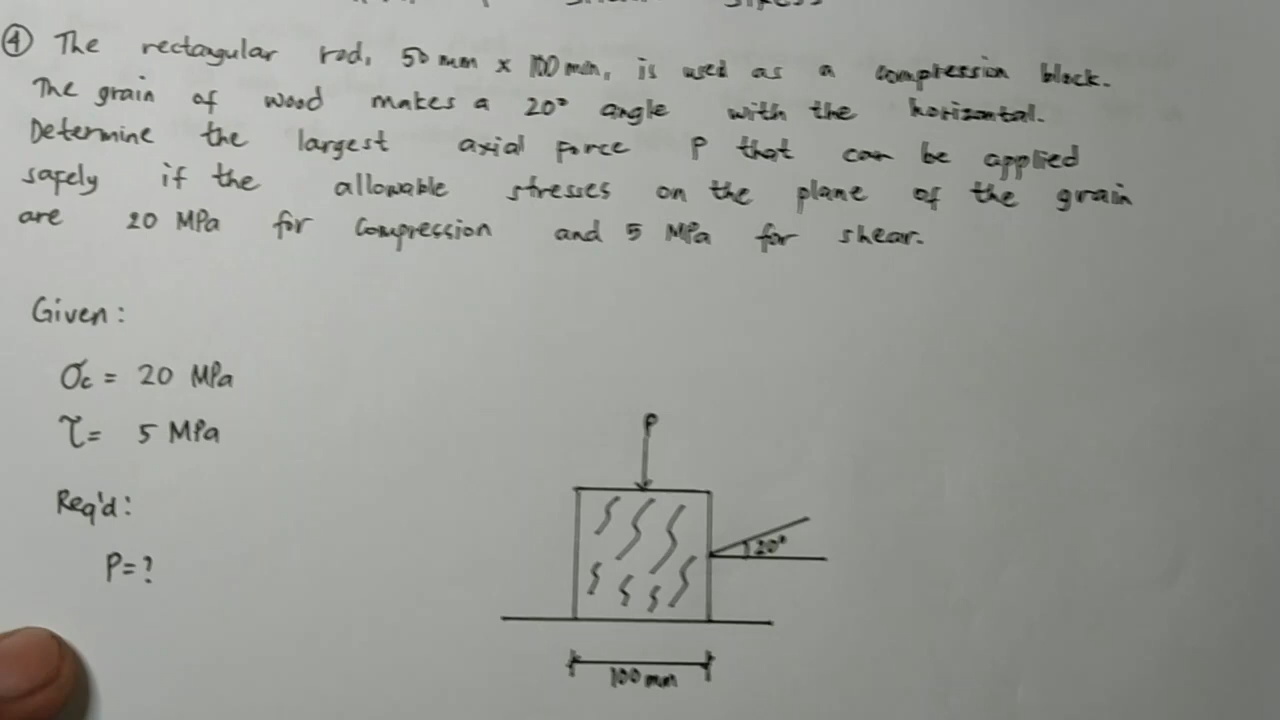 ④ The rectangular rod, 50 mm x 100 mm, is used as a compression block.
The grain of wood makes a 20° angle with the horizontal.
Determine the largest axial force P that can be applied
safely if the allowable stresses on the plane of the grain
are 20 MPa for compression and 5 MPa for shear.
Given:
σc = 20 MPa
τ = 5 MPa
Req'd:
P = ?
P
20°
100 mm